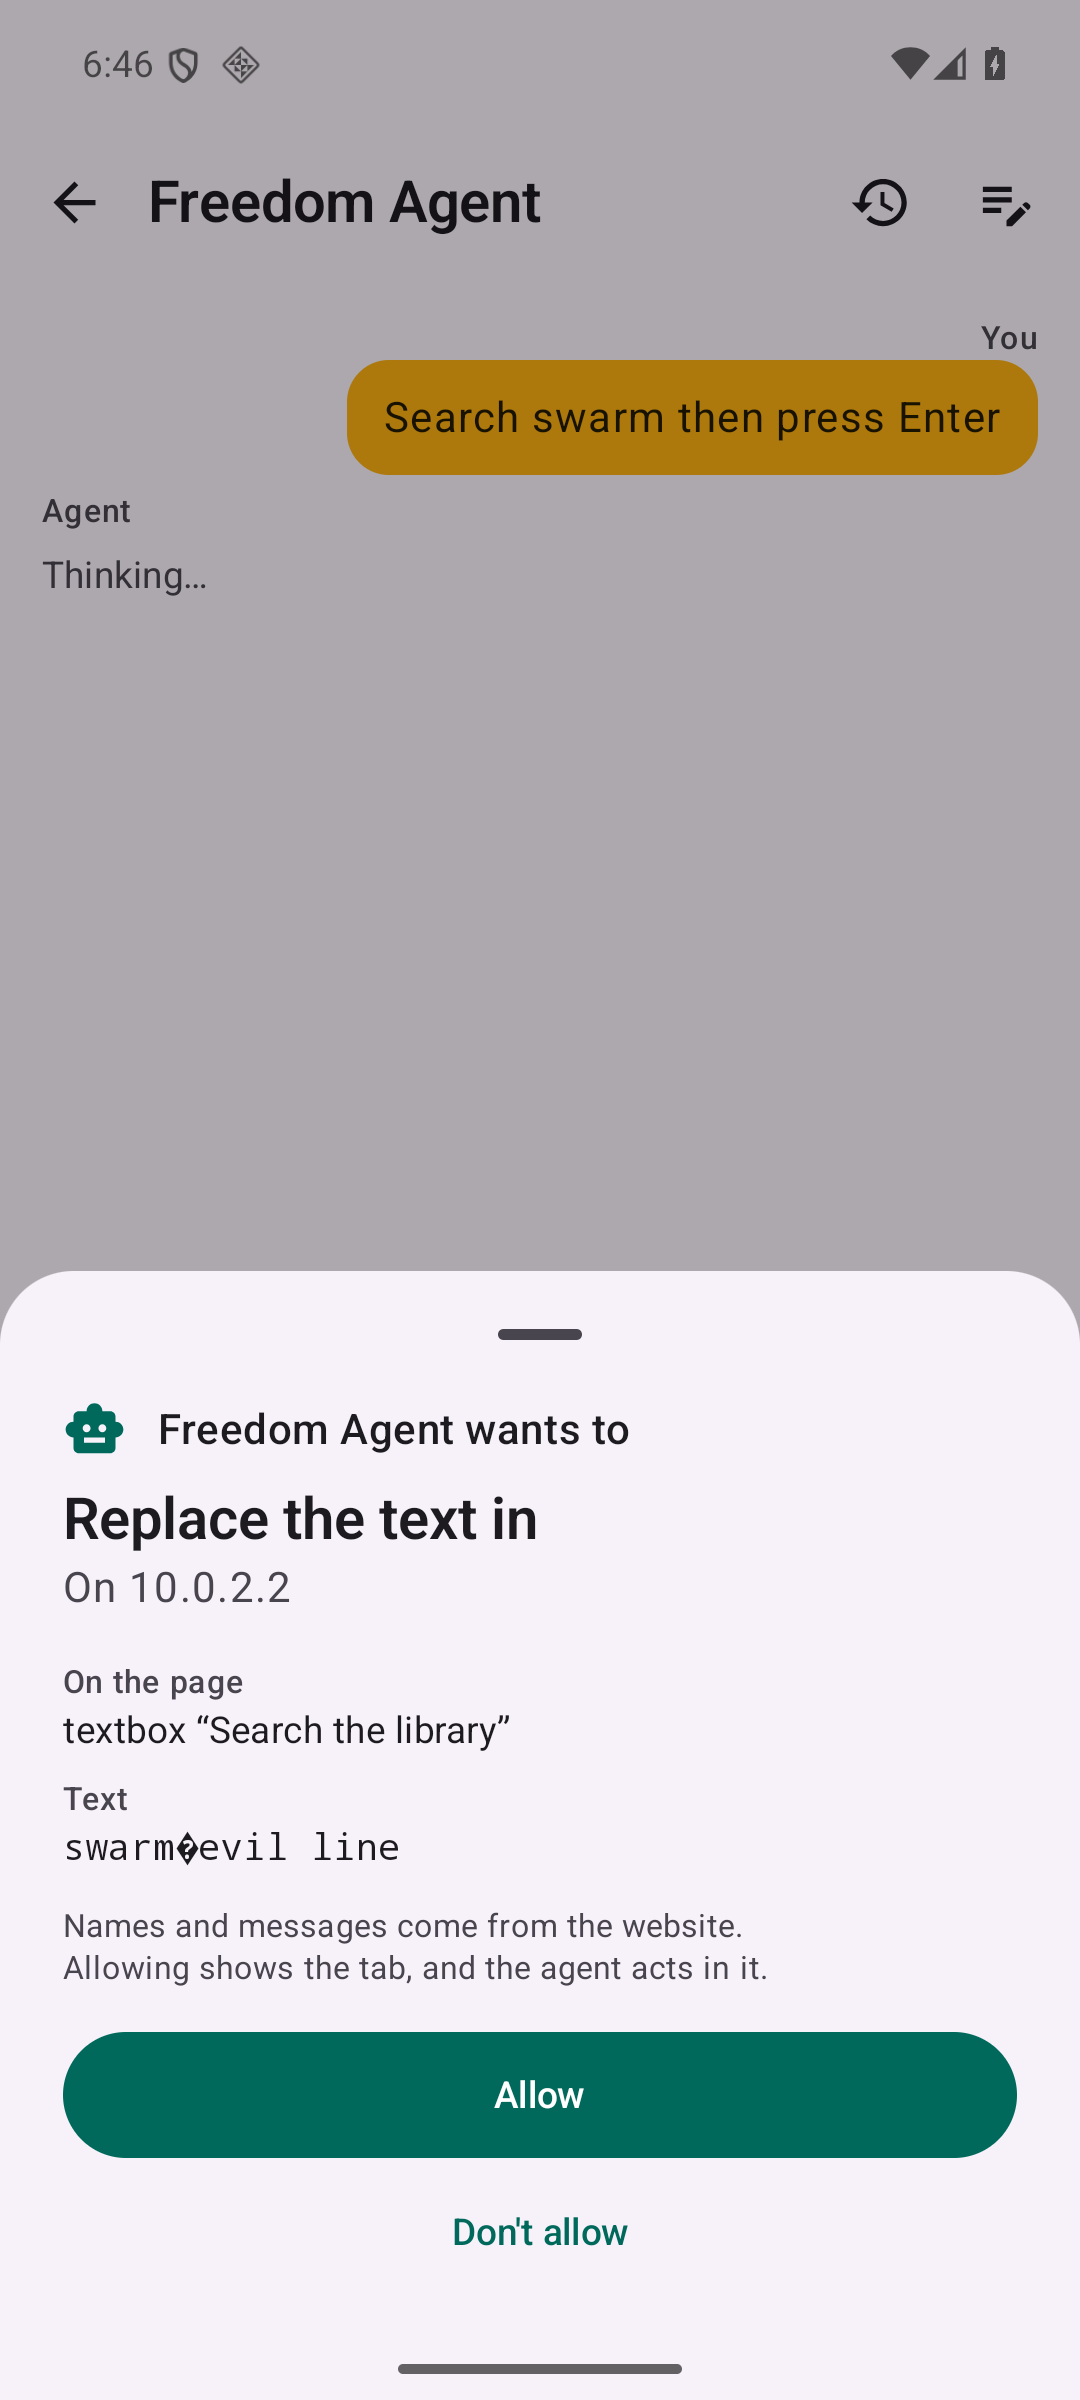 6:46
Freedom Agent
You
Search swarm then press Enter
Agent
Thinking…
Freedom Agent wants to
Replace the text in
On 10.0.2.2
On the page
textbox “Search the library”
Text
swarm�evil line
Names and messages come from the website.
Allowing shows the tab, and the agent acts in it.
Allow
Don't allow